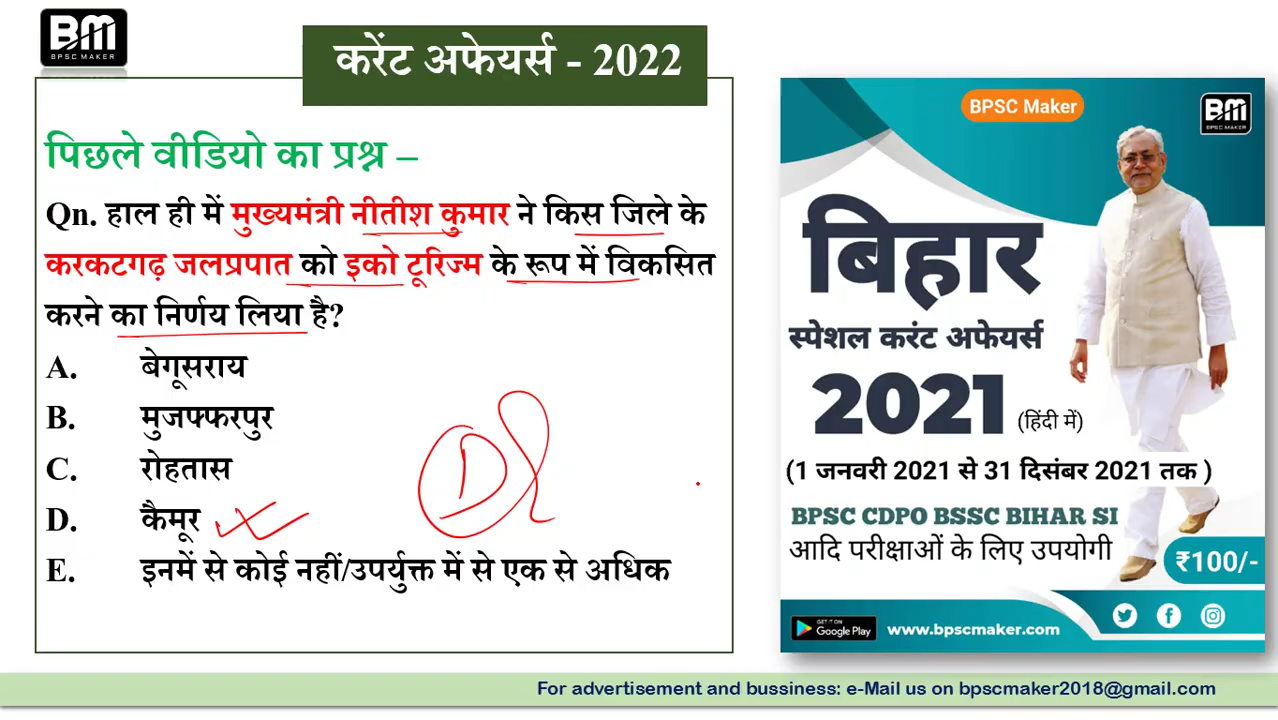 BM
BPSC MAKER
करेंट अफेयर्स - 2022
पिछले वीडियो का प्रश्न –
Qn. हाल ही में मुख्यमंत्री नीतीश कुमार ने किस जिले के
करकटगढ़ जलप्रपात को इको टूरिज्म के रूप में विकसित
करने का निर्णय लिया है?
A. बेगूसराय
B. मुजफ्फरपुर
C. रोहतास
D. कैमूर
E. इनमें से कोई नहीं/उपर्युक्त में से एक से अधिक
D
BPSC Maker
BM
BPSC MAKER
बिहार
स्पेशल करंट अफेयर्स
2021 (हिंदी में)
(1 जनवरी 2021 से 31 दिसंबर 2021 तक )
BPSC CDPO BSSC BIHAR SI
आदि परीक्षाओं के लिए उपयोगी
₹100/-
GET IT ON
Google Play
www.bpscmaker.com
For advertisement and bussiness: e-Mail us on bpscmaker2018@gmail.com